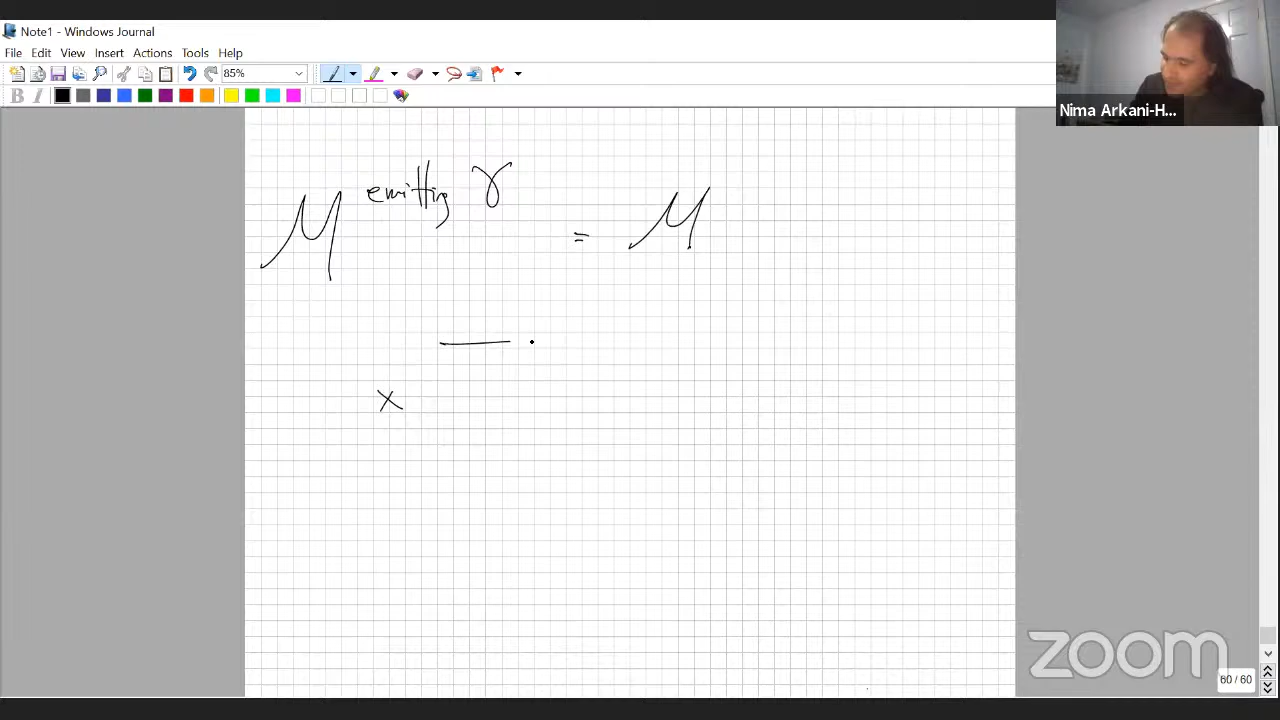 Note1 - Windows Journal
File Edit View Insert Actions Tools Help
85%
B I
Nima Arkani-H...
M emitting γ = M
— .
×
zoom
60 / 60